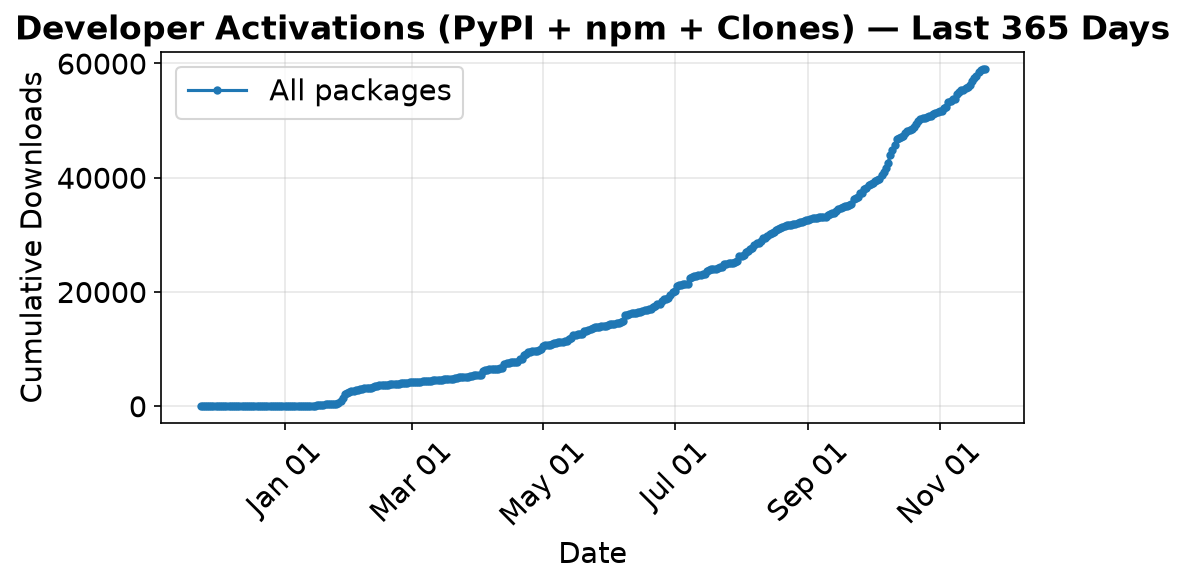 Developer Activations (PyPI + npm + Clones) — Last 365 Days
60000
All packages
40000
20000
0
Cumulative Downloads
Jan 01
Mar 01
May 01
Jul 01
Sep 01
Nov 01
Date